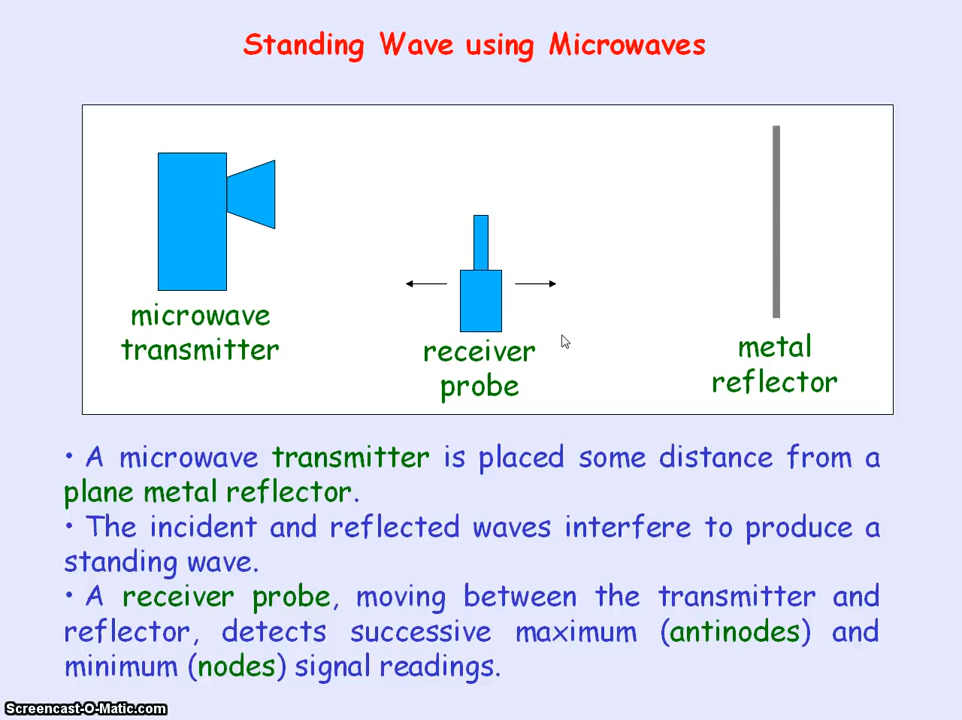 Standing Wave using Microwaves
microwave
transmitter
receiver
probe
metal
reflector
• A microwave transmitter is placed some distance from a
plane metal reflector.
• The incident and reflected waves interfere to produce a
standing wave.
• A receiver probe, moving between the transmitter and
reflector, detects successive maximum (antinodes) and
minimum (nodes) signal readings.
Screencast-O-Matic.com